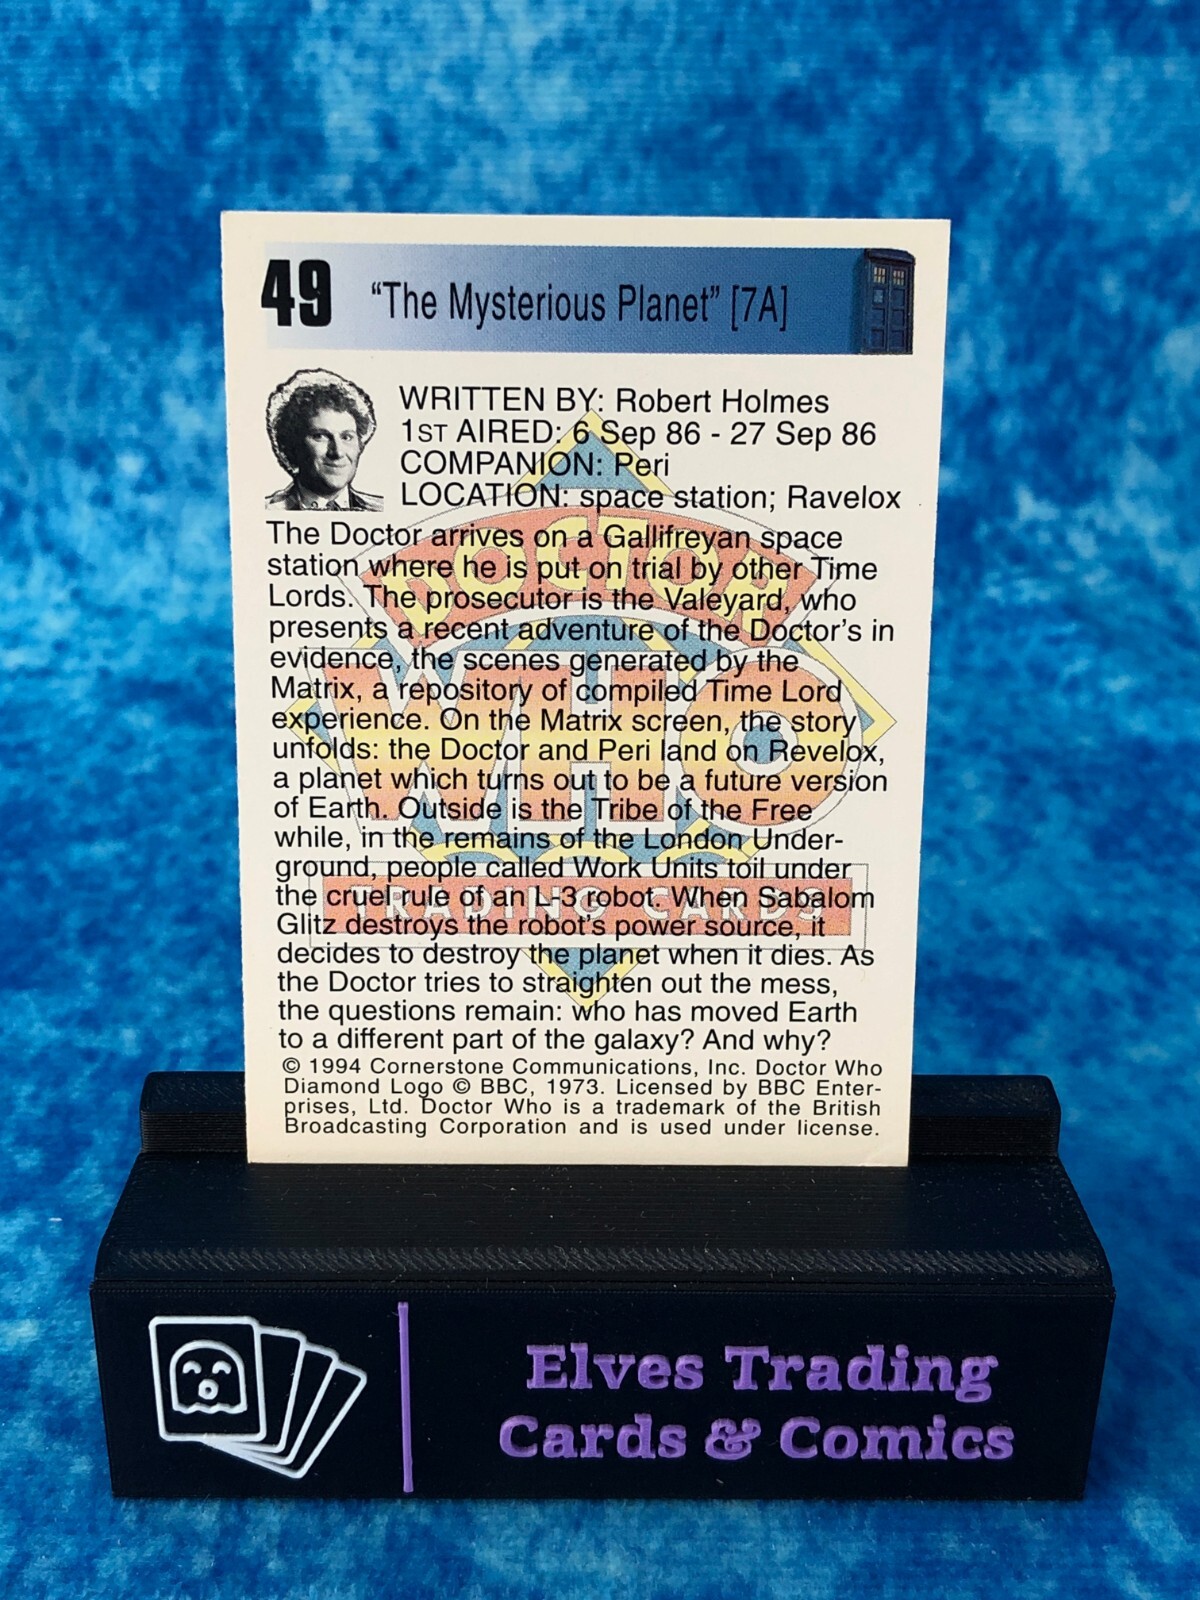 49 "The Mysterious Planet" [7A]
WRITTEN BY: Robert Holmes
1ST AIRED: 6 Sep 86 - 27 Sep 86
COMPANION: Peri
LOCATION: space station; Ravelox
The Doctor arrives on a Gallifreyan space
station where he is put on trial by other Time
Lords. The prosecutor is the Valeyard, who
presents a recent adventure of the Doctor's in
evidence, the scenes generated by the
Matrix, a repository of compiled Time Lord
experience. On the Matrix screen, the story
unfolds: the Doctor and Peri land on Revelox,
a planet which turns out to be a future version
of Earth. Outside is the Tribe of the Free
while, in the remains of the London Under-
ground, people called Work Units toil under
the cruel rule of an L-3 robot. When Sabalom
Glitz destroys the robot's power source, it
decides to destroy the planet when it dies. As
the Doctor tries to straighten out the mess,
the questions remain: who has moved Earth
to a different part of the galaxy? And why?
© 1994 Cornerstone Communications, Inc. Doctor Who
Diamond Logo © BBC, 1973. Licensed by BBC Enter-
prises, Ltd. Doctor Who is a trademark of the British
Broadcasting Corporation and is used under license.
DOCTOR
WHO
TRADING CARDS
Elves Trading
Cards & Comics